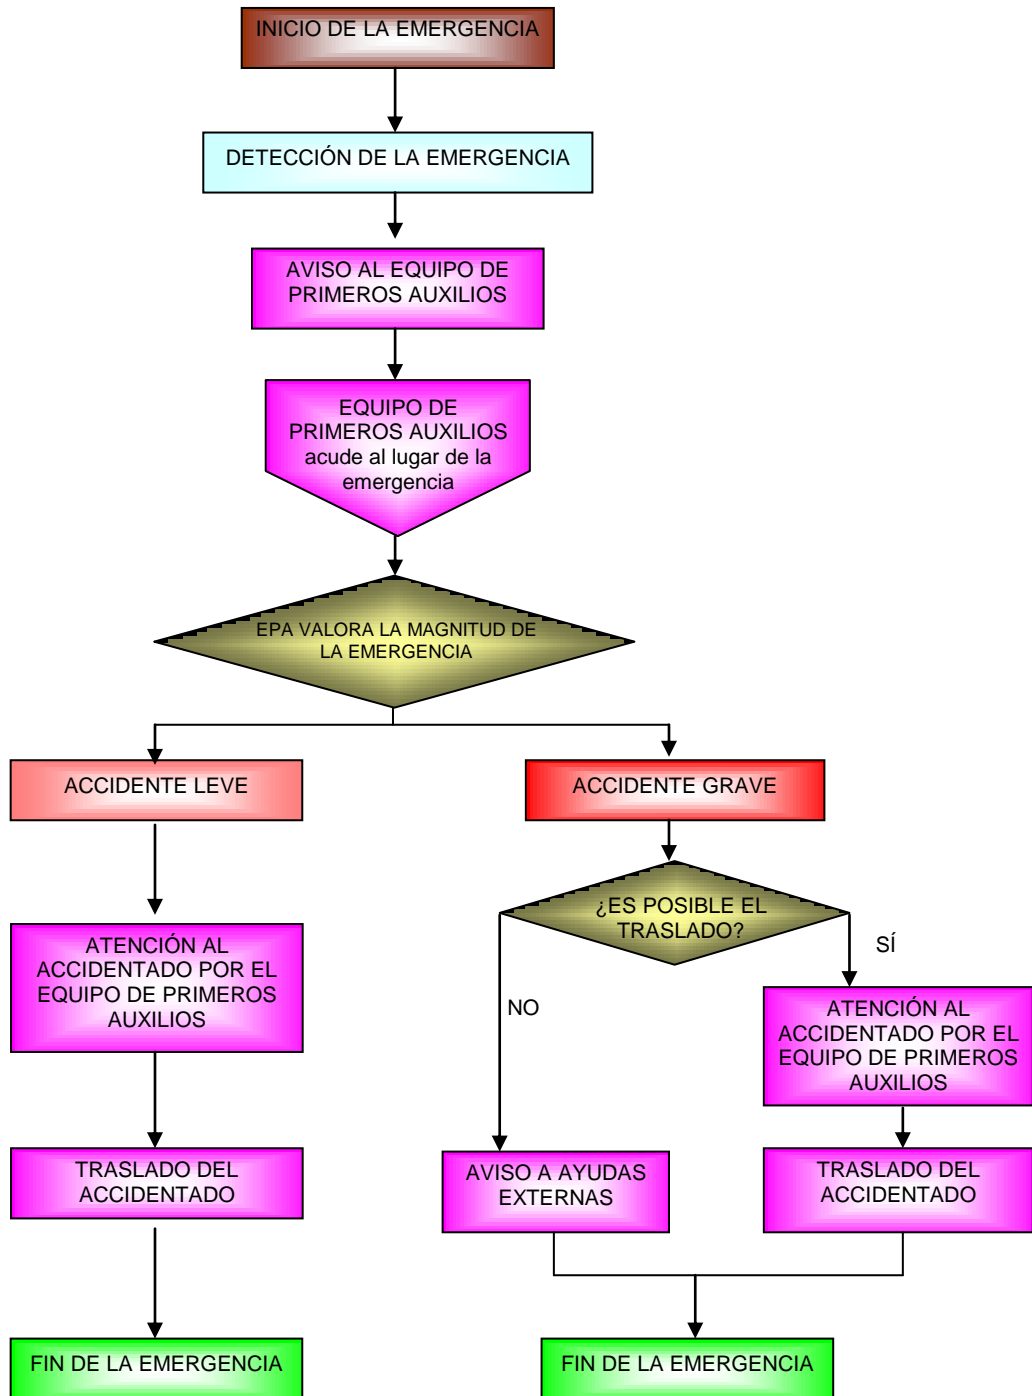 INICIO DE LA EMERGENCIA
DETECCIÓN DE LA EMERGENCIA
AVISO AL EQUIPO DE
PRIMEROS AUXILIOS
EQUIPO DE
PRIMEROS AUXILIOS
acude al lugar de la
emergencia
EPA VALORA LA MAGNITUD DE
LA EMERGENCIA
ACCIDENTE LEVE
ACCIDENTE GRAVE
¿ES POSIBLE EL
TRASLADO?
SÍ
NO
ATENCIÓN AL
ACCIDENTADO POR EL
EQUIPO DE PRIMEROS
AUXILIOS
ATENCIÓN AL
ACCIDENTADO POR EL
EQUIPO DE PRIMEROS
AUXILIOS
TRASLADO DEL
ACCIDENTADO
AVISO A AYUDAS
EXTERNAS
TRASLADO DEL
ACCIDENTADO
FIN DE LA EMERGENCIA
FIN DE LA EMERGENCIA